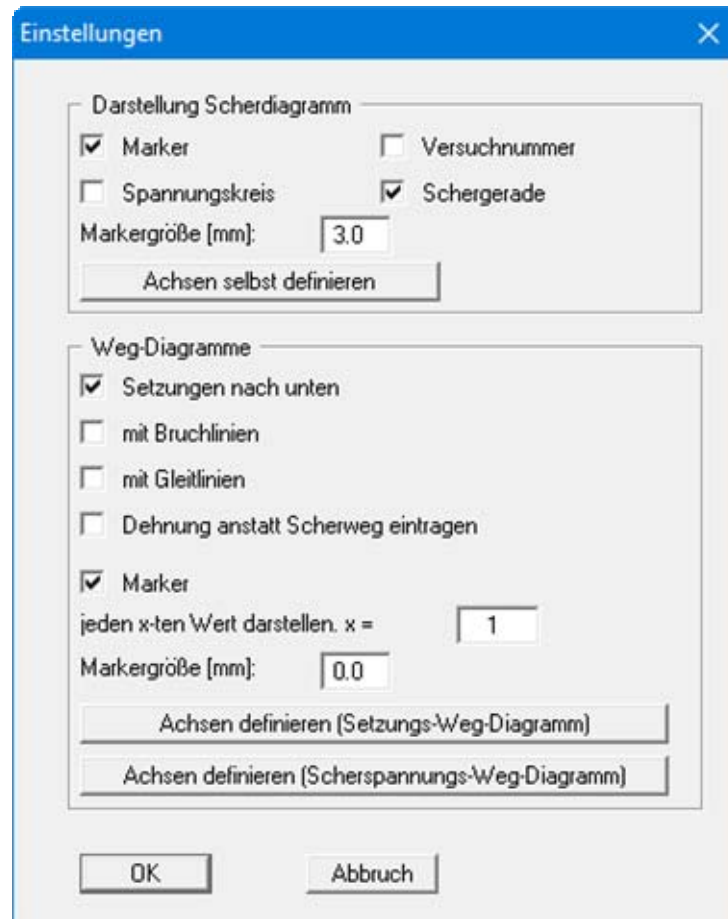 Einstellungen
Darstellung Scherdiagramm
Marker Versuchnummer
Spannungskreis Schergerade
Markergröße [mm]: 3.0
Achsen selbst definieren
Weg-Diagramme
Setzungen nach unten
mit Bruchlinien
mit Gleitlinien
Dehnung anstatt Scherweg eintragen
Marker
jeden x-ten Wert darstellen. x = 1
Markergröße [mm]: 0.0
Achsen definieren (Setzungs-Weg-Diagramm)
Achsen definieren (Scherspannungs-Weg-Diagramm)
OK Abbruch